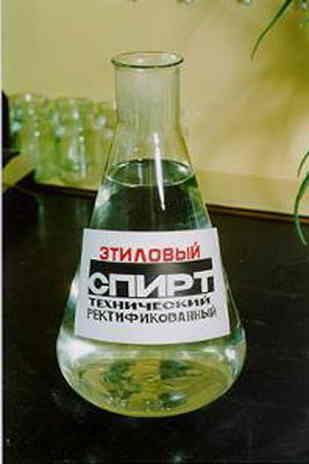 ЭТИЛОВЫЙ
СПИРТ
ТЕХНИЧЕСКИЙ
РЕКТИФИКОВАННЫЙ